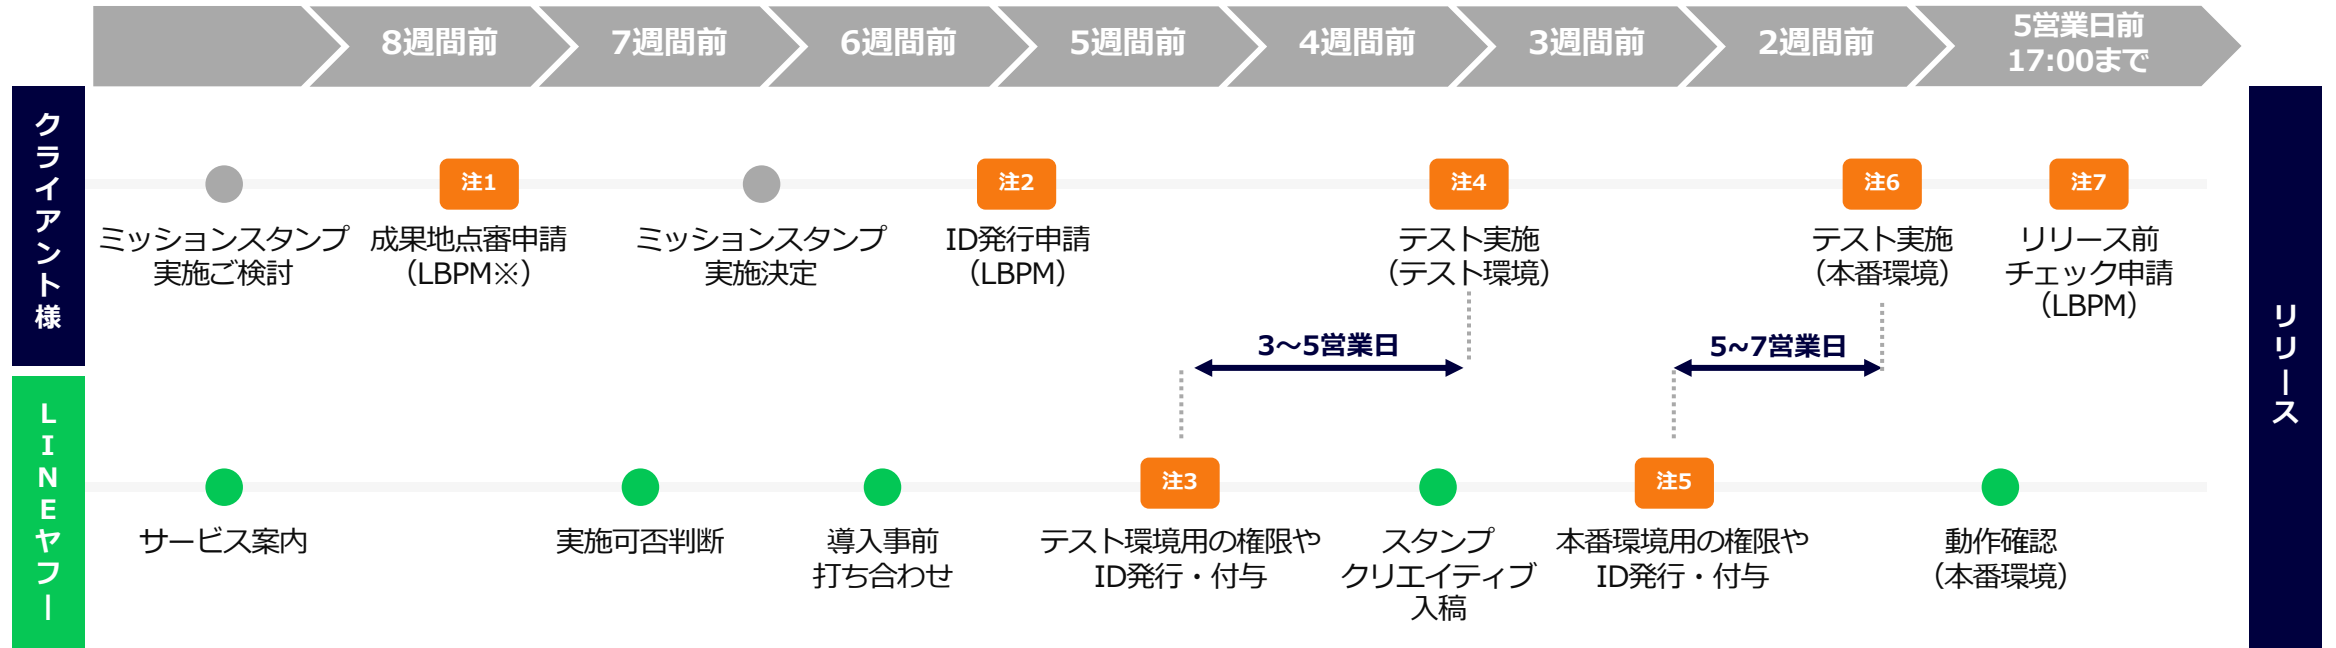 8週間前
7週間前
6週間前
5週間前
4週間前
3週間前
2週間前
5営業日前
17:00まで
クライアント様
注1
注2
注4
注6
注7
ミッションスタンプ
実施ご検討
成果地点審申請
（LBPM※）
ミッションスタンプ
実施決定
ID発行申請
（LBPM）
テスト実施
（テスト環境）
テスト実施
（本番環境）
リリース前
チェック申請
（LBPM）
3～5営業日
5~7営業日
LINEヤフー
注3
注5
サービス案内
実施可否判断
導入事前
打ち合わせ
テスト環境用の権限や
ID発行・付与
スタンプ
クリエイティブ
入稿
本番環境用の権限や
ID発行・付与
動作確認
（本番環境）
リリース